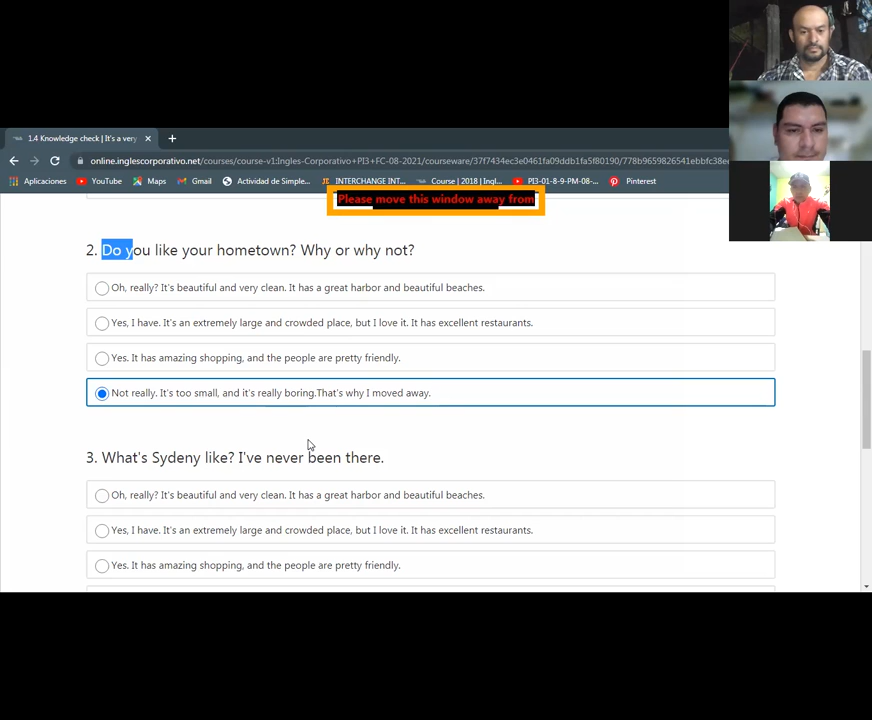 1.4 Knowledge check | It's a very
online.inglescorporativo.net/courses/course-v1:Ingles-Corporativo+PI3+FC-08-2021/courseware/37f7434ec3e0461fa09ddb1fa5f80190/778b9659826541ebbfc38ec
Aplicaciones YouTube Maps Gmail Actividad de Simple... INTERCHANGE INT... Course | 2018 | Ingl... PI3-01-8-9-PM-08-... Pinterest
Please move this window away from
2. Do you like your hometown? Why or why not?
Oh, really? It's beautiful and very clean. It has a great harbor and beautiful beaches.
Yes, I have. It's an extremely large and crowded place, but I love it. It has excellent restaurants.
Yes. It has amazing shopping, and the people are pretty friendly.
Not really. It's too small, and it's really boring.That's why I moved away.
3. What's Sydeny like? I've never been there.
Oh, really? It's beautiful and very clean. It has a great harbor and beautiful beaches.
Yes, I have. It's an extremely large and crowded place, but I love it. It has excellent restaurants.
Yes. It has amazing shopping, and the people are pretty friendly.